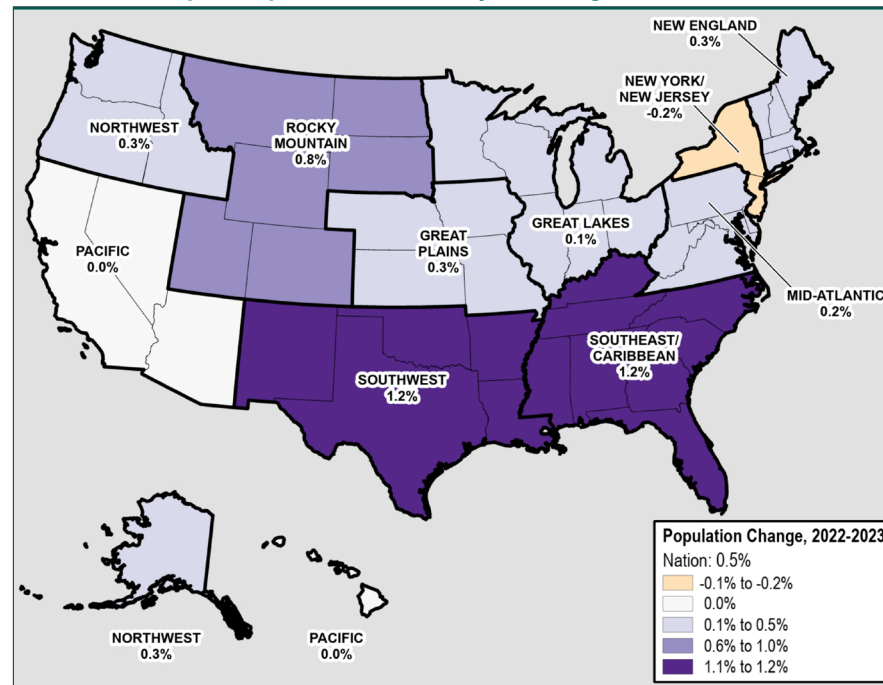 NEW ENGLAND
0.3%
NEW YORK/
NEW JERSEY
-0.2%
NORTHWEST
0.3%
ROCKY
MOUNTAIN
0.8%
PACIFIC
0.0%
GREAT
PLAINS
0.3%
GREAT LAKES
0.1%
MID-ATLANTIC
0.2%
SOUTHWEST
1.2%
SOUTHEAST/
CARIBBEAN
1.2%
NORTHWEST
0.3%
PACIFIC
0.0%
Population Change, 2022-2023
Nation: 0.5%
-0.1% to -0.2%
0.0%
0.1% to 0.5%
0.6% to 1.0%
1.1% to 1.2%